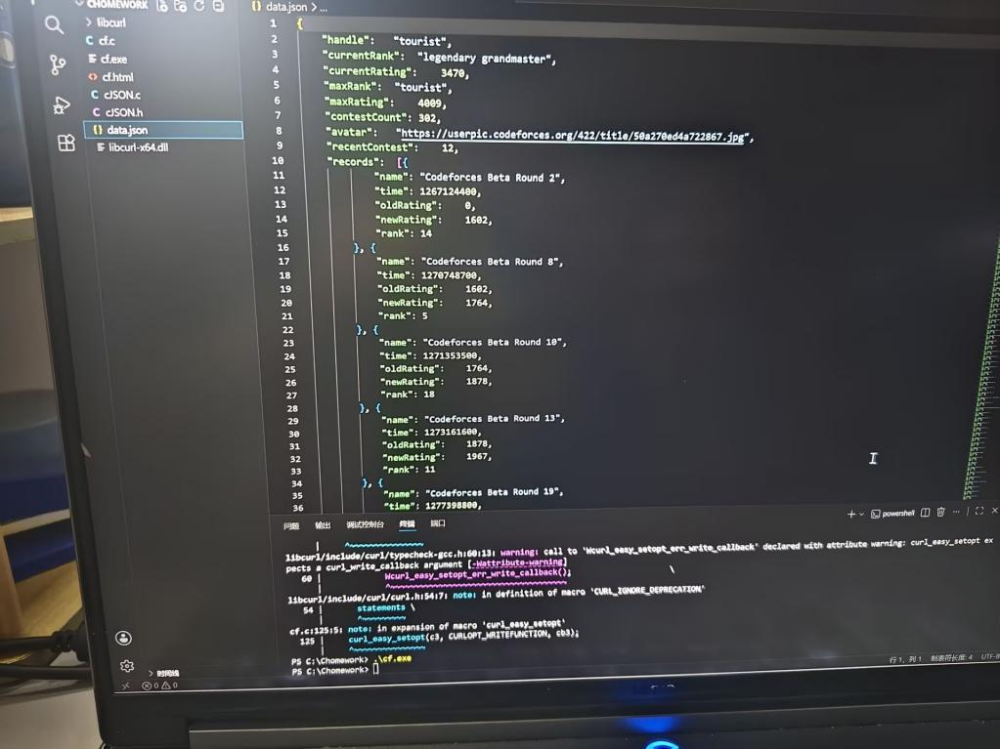 CHOMEWORK
libcurl
C cf.c
cf.exe
<> cf.html
C cJSON.c
C cJSON.h
{} data.json
libcurl-x64.dll
时间线
0 0
{} data.json > ...
1 {
2 "handle": "tourist",
3 "currentRank": "legendary grandmaster",
4 "currentRating": 3470,
5 "maxRank": "tourist",
6 "maxRating": 4009,
7 "contestCount": 302,
8 "avatar": "https://userpic.codeforces.org/422/title/50a270ed4a722867.jpg",
9 "recentContest": 12,
10 "records": [{
11 "name": "Codeforces Beta Round 2",
12 "time": 1267124400,
13 "oldRating": 0,
14 "newRating": 1602,
15 "rank": 14
16 }, {
17 "name": "Codeforces Beta Round 8",
18 "time": 1270748700,
19 "oldRating": 1602,
20 "newRating": 1764,
21 "rank": 5
22 }, {
23 "name": "Codeforces Beta Round 10",
24 "time": 1271353500,
25 "oldRating": 1764,
26 "newRating": 1878,
27 "rank": 18
28 }, {
29 "name": "Codeforces Beta Round 13",
30 "time": 1273161600,
31 "oldRating": 1878,
32 "newRating": 1967,
33 "rank": 11
34 }, {
35 "name": "Codeforces Beta Round 19",
36 "time": 1277398800,
问题 输出 调试控制台 终端 端口
powershell
libcurl/include/curl/typecheck-gcc.h:60:13: warning: call to 'Wcurl_easy_setopt_err_write_callback' declared with attribute warning: curl_easy_setopt ex
pects a curl_write_callback argument [-Wattribute-warning]
60 | Wcurl_easy_setopt_err_write_callback();
libcurl/include/curl/curl.h:54:7: note: in definition of macro 'CURL_IGNORE_DEPRECATION'
54 | statements \
cf.c:125:5: note: in expansion of macro 'curl_easy_setopt'
125 | curl_easy_setopt(c3, CURLOPT_WRITEFUNCTION, cb3);
PS C:\Chomework> .\cf.exe
PS C:\Chomework>
行 1, 列 1 制表符长度: 4 UTF-8